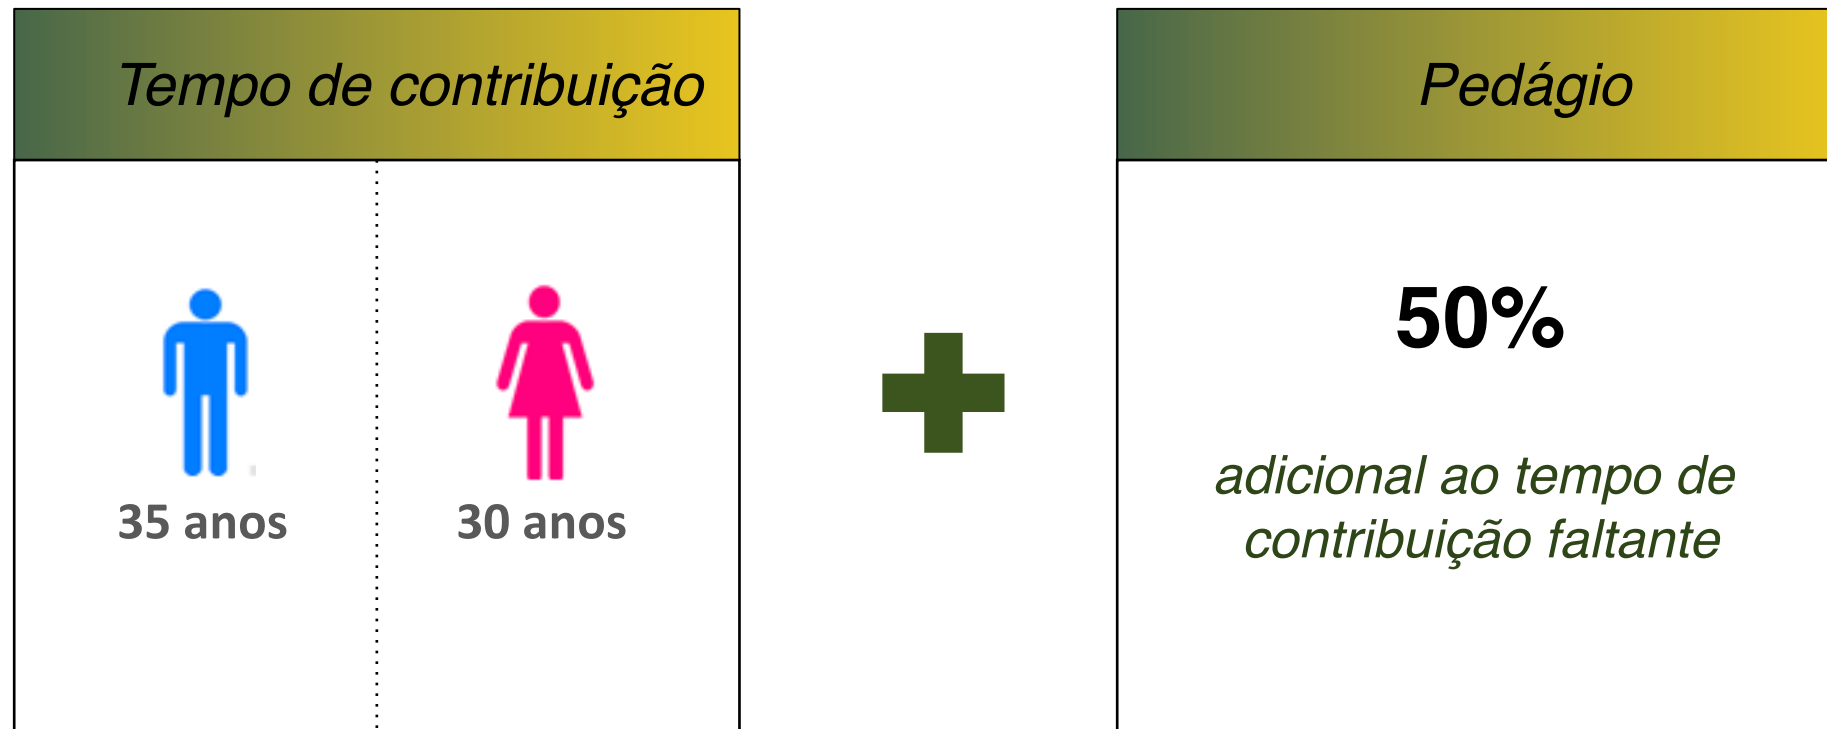 Tempo de contribuição
35 anos
30 anos
Pedágio
50%
adicional ao tempo de
contribuição faltante